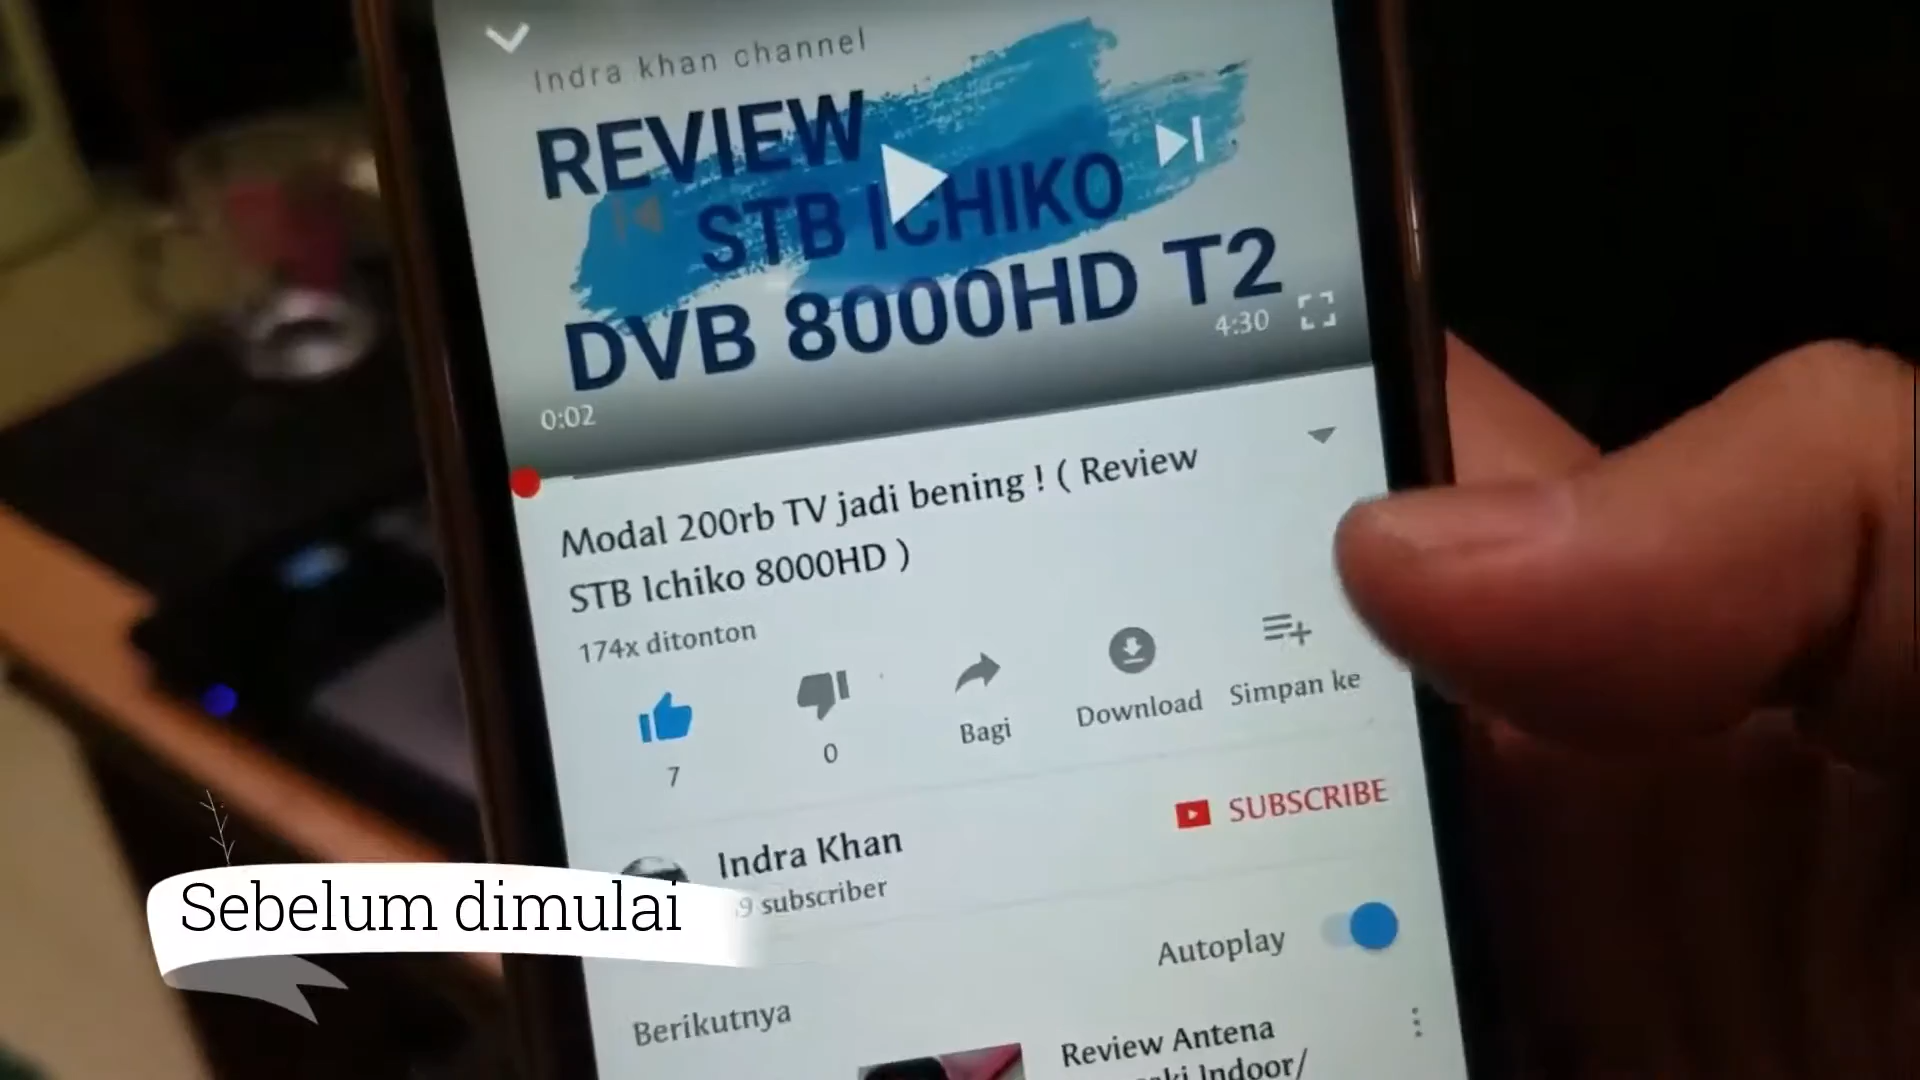 Indra khan channel
REVIEW
STB ICHIKO
DVB 8000HD T2
4:30
0:02
Modal 200rb TV jadi bening ! ( Review
STB Ichiko 8000HD )
174x ditonton
7
0
Bagi
Download
Simpan ke
Indra Khan
SUBSCRIBE
9 subscriber
Sebelum dimulai
Autoplay
Berikutnya
Review Antena
Indoor/